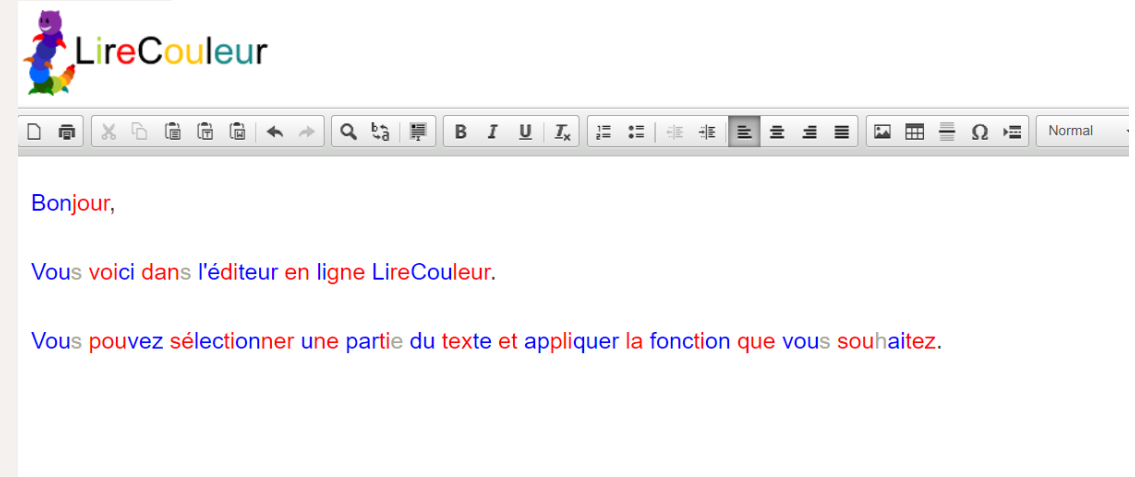 LireCouleur
Normal
Bonjour,
Vous voici dans l'éditeur en ligne LireCouleur.
Vous pouvez sélectionner une partie du texte et appliquer la fonction que vous souhaitez.